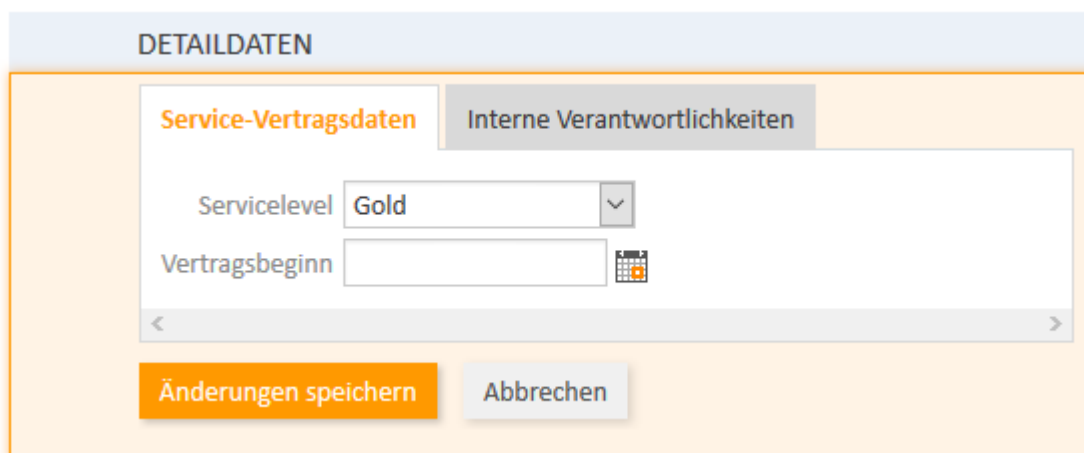 DETAILDATEN
Service-Vertragsdaten Interne Verantwortlichkeiten
Servicelevel Gold
Vertragsbeginn
Änderungen speichern Abbrechen